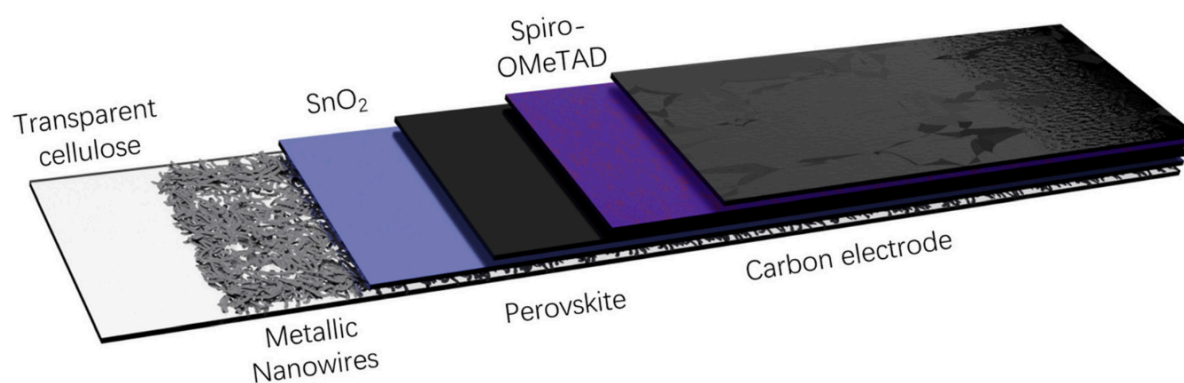 Transparent
cellulose
SnO₂
Spiro-
OMeTAD
Metallic
Nanowires
Perovskite
Carbon electrode